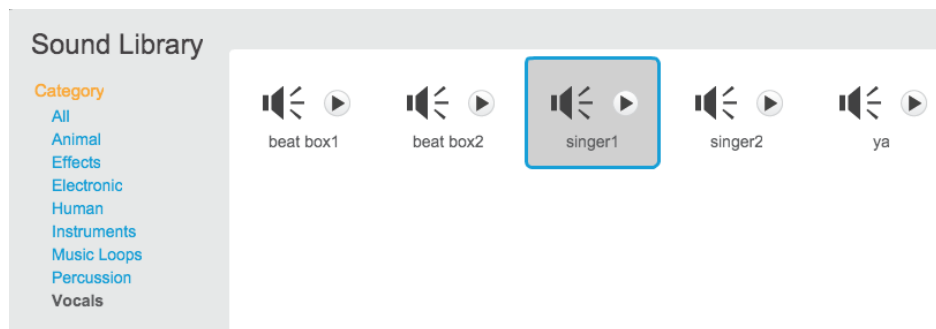 Sound Library
Category
All
Animal
Effects
Electronic
Human
Instruments
Music Loops
Percussion
Vocals
beat box1
beat box2
singer1
singer2
ya